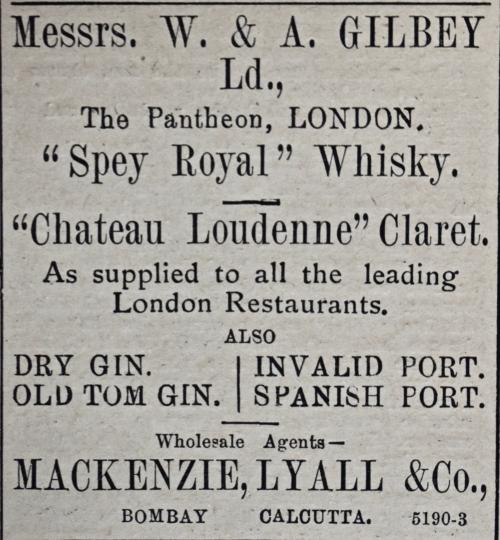 Messrs. W. & A. GILBEY
Ld.,
The Pantheon, LONDON.
“Spey Royal” Whisky.
“Chateau Loudenne” Claret.
As supplied to all the leading
London Restaurants.
ALSO
DRY GIN. | INVALID PORT.
OLD TOM GIN. | SPANISH PORT.
Wholesale Agents—
MACKENZIE, LYALL & Co.,
BOMBAY CALCUTTA. 5190-3